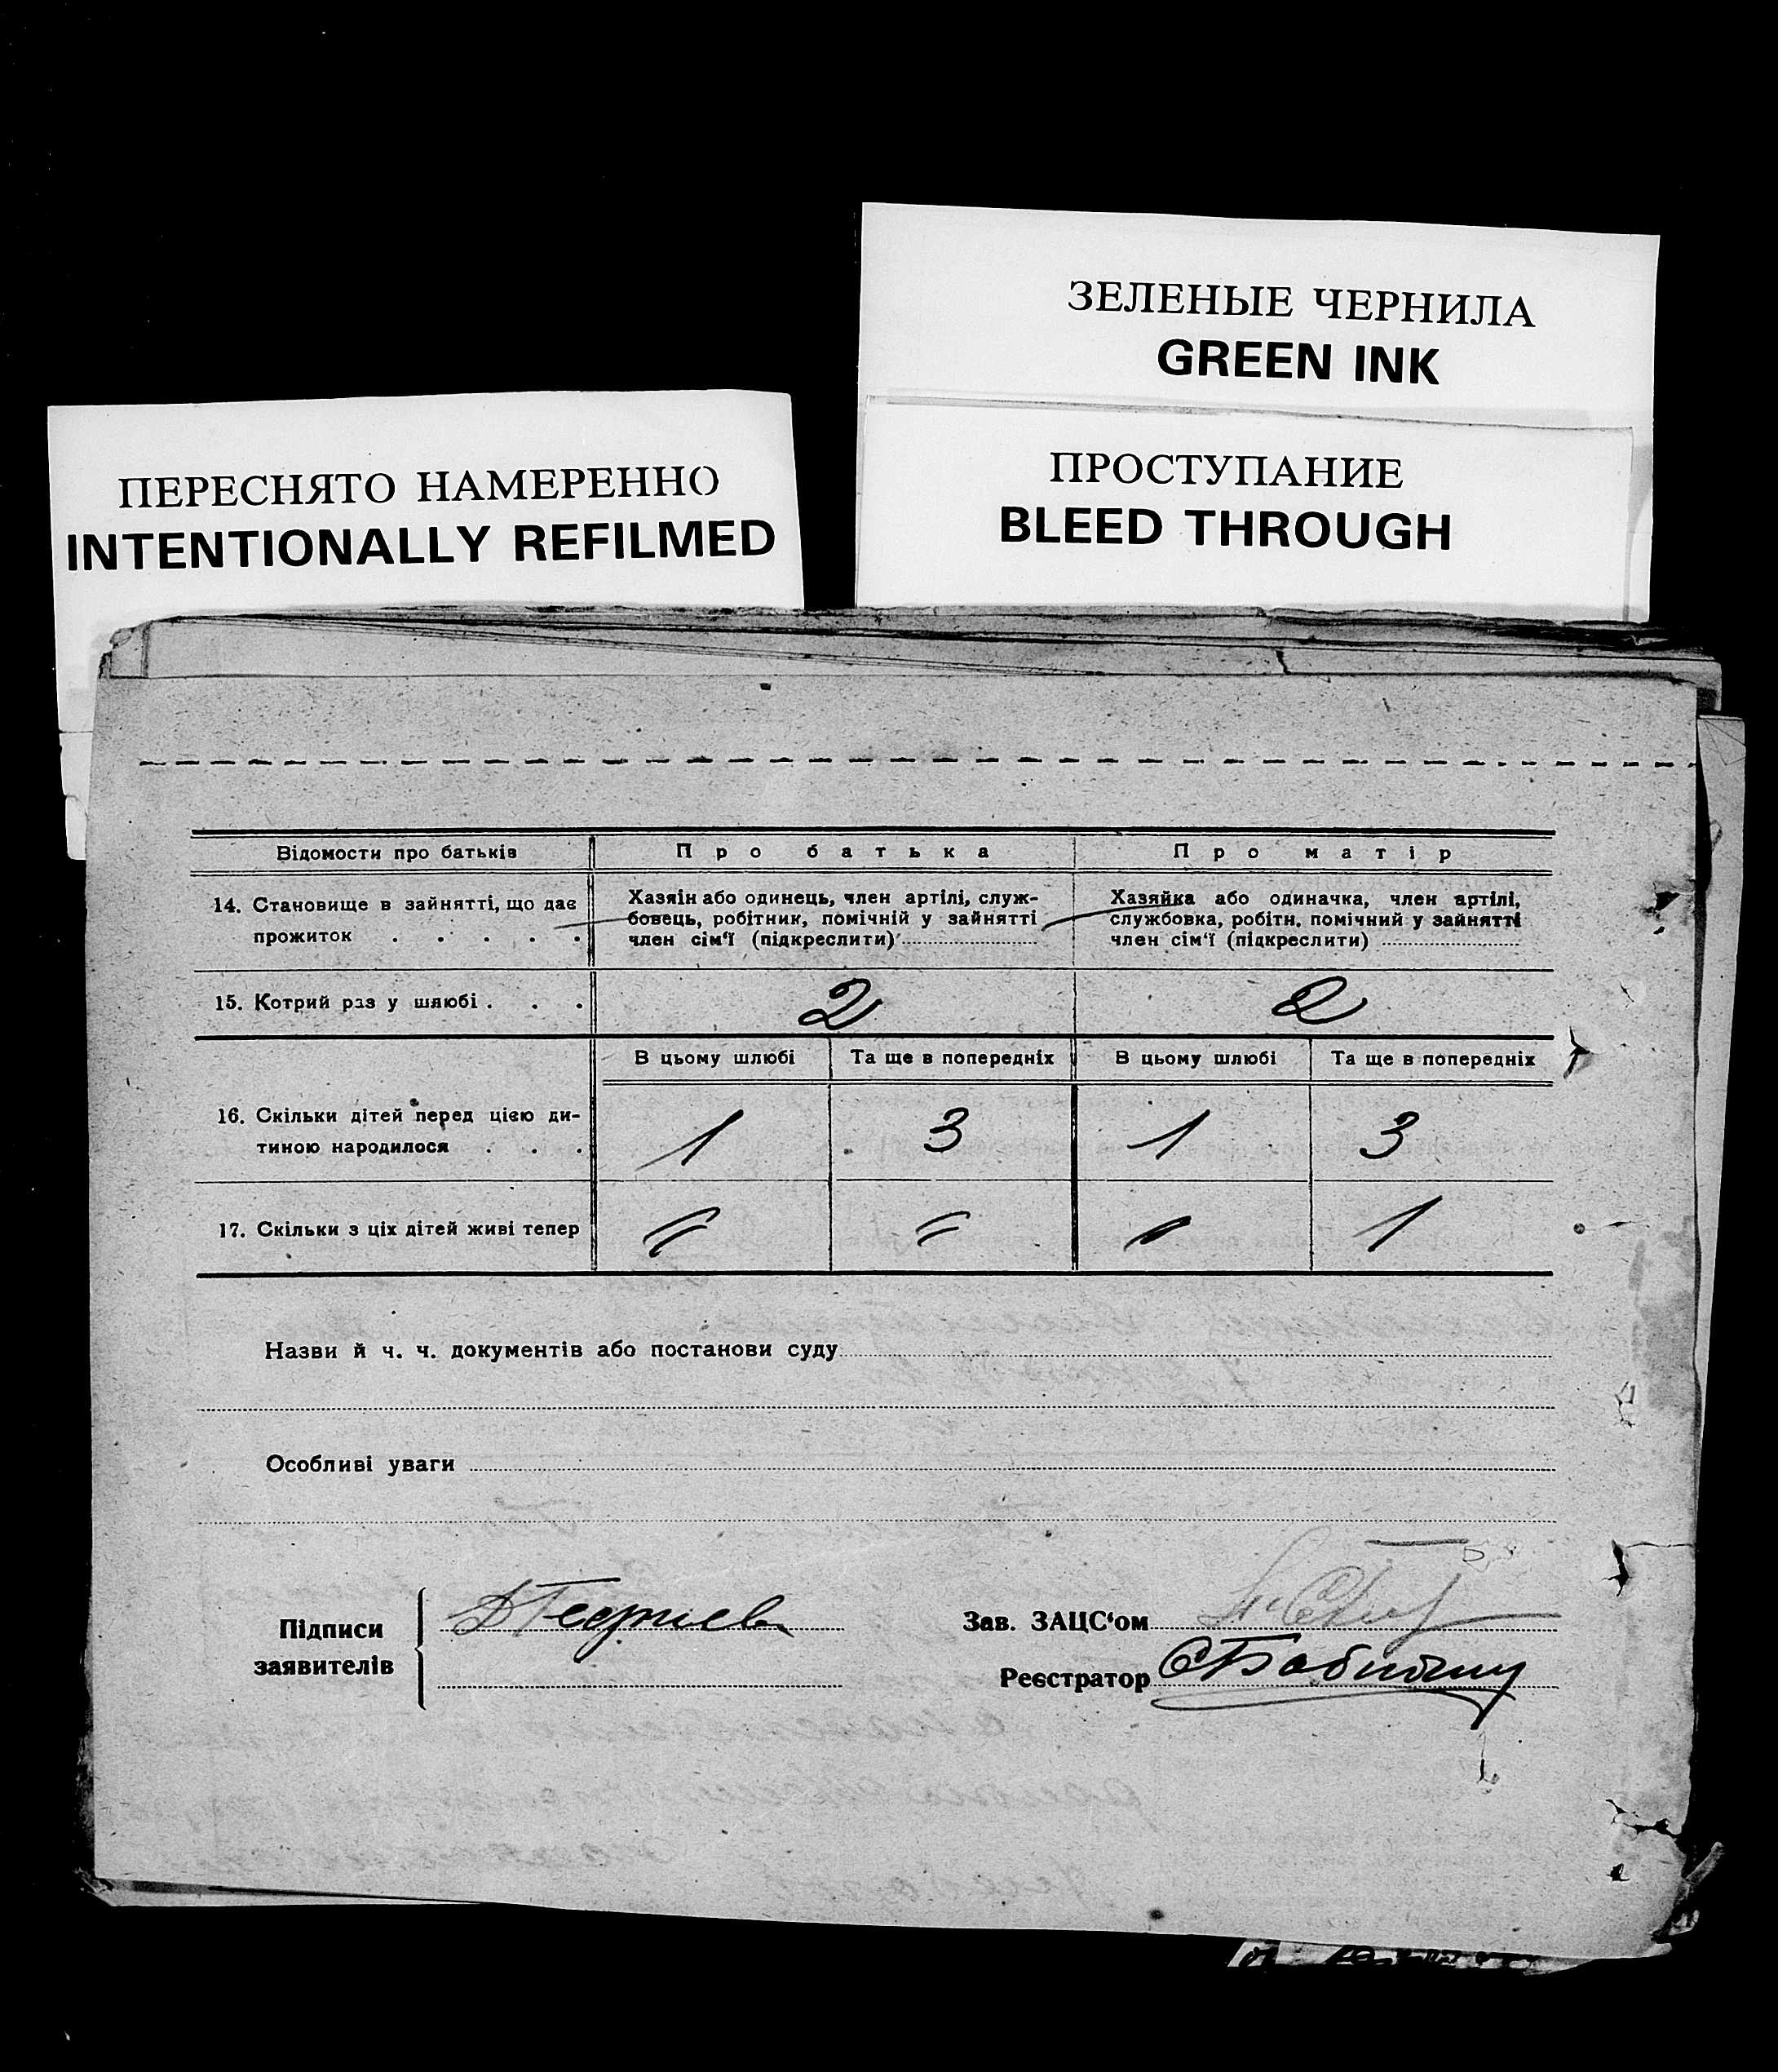 ЗЕЛЕНЫЕ ЧЕРНИЛА
GREEN INK
ПЕРЕСНЯТО НАМЕРЕННО
INTENTIONALLY REFILMED
ПРОСТУПАНИЕ
BLEED THROUGH
Відомости про батьків Про батька Про матір
14. Становище в зайнятті, що дає
прожиток . . . . .
Хазяїн або одинець, член артілі, служ-
бовець, робітник, помічній у зайнятті
член сім‘ї (підкреслити)
Хазяйка або одиначка, член артілі,
службовка, робітн. помічний у зайнятті
член сім‘ї (підкреслити)
15. Котрий раз у шлюбі . . . 2 2
В цьому шлюбі Та ще в попередніх В цьому шлюбі Та ще в попередніх
16. Скільки дітей перед цією ди-
тиною народилося . . . 1 3 1 3
17. Скільки з ціх дітей живі тепер 〃 〃 〃 1
Назви й ч. ч. документів або постанови суду
Особливі уваги
Підписи
заявителів
Зав. ЗАЦС‘ом
Реєстратор